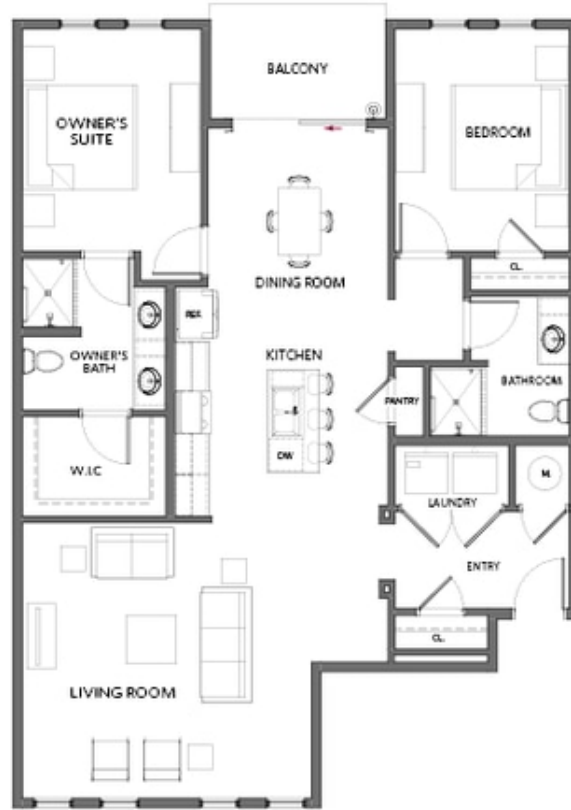 BALCONY
OWNER'S
SUITE
BEDROOM
DINING ROOM
CL.
REF.
KITCHEN
OWNER'S
BATH
BATHROOM
PANTRY
DW
W.I.C
M.
LAUNDRY
ENTRY
CL.
LIVING ROOM